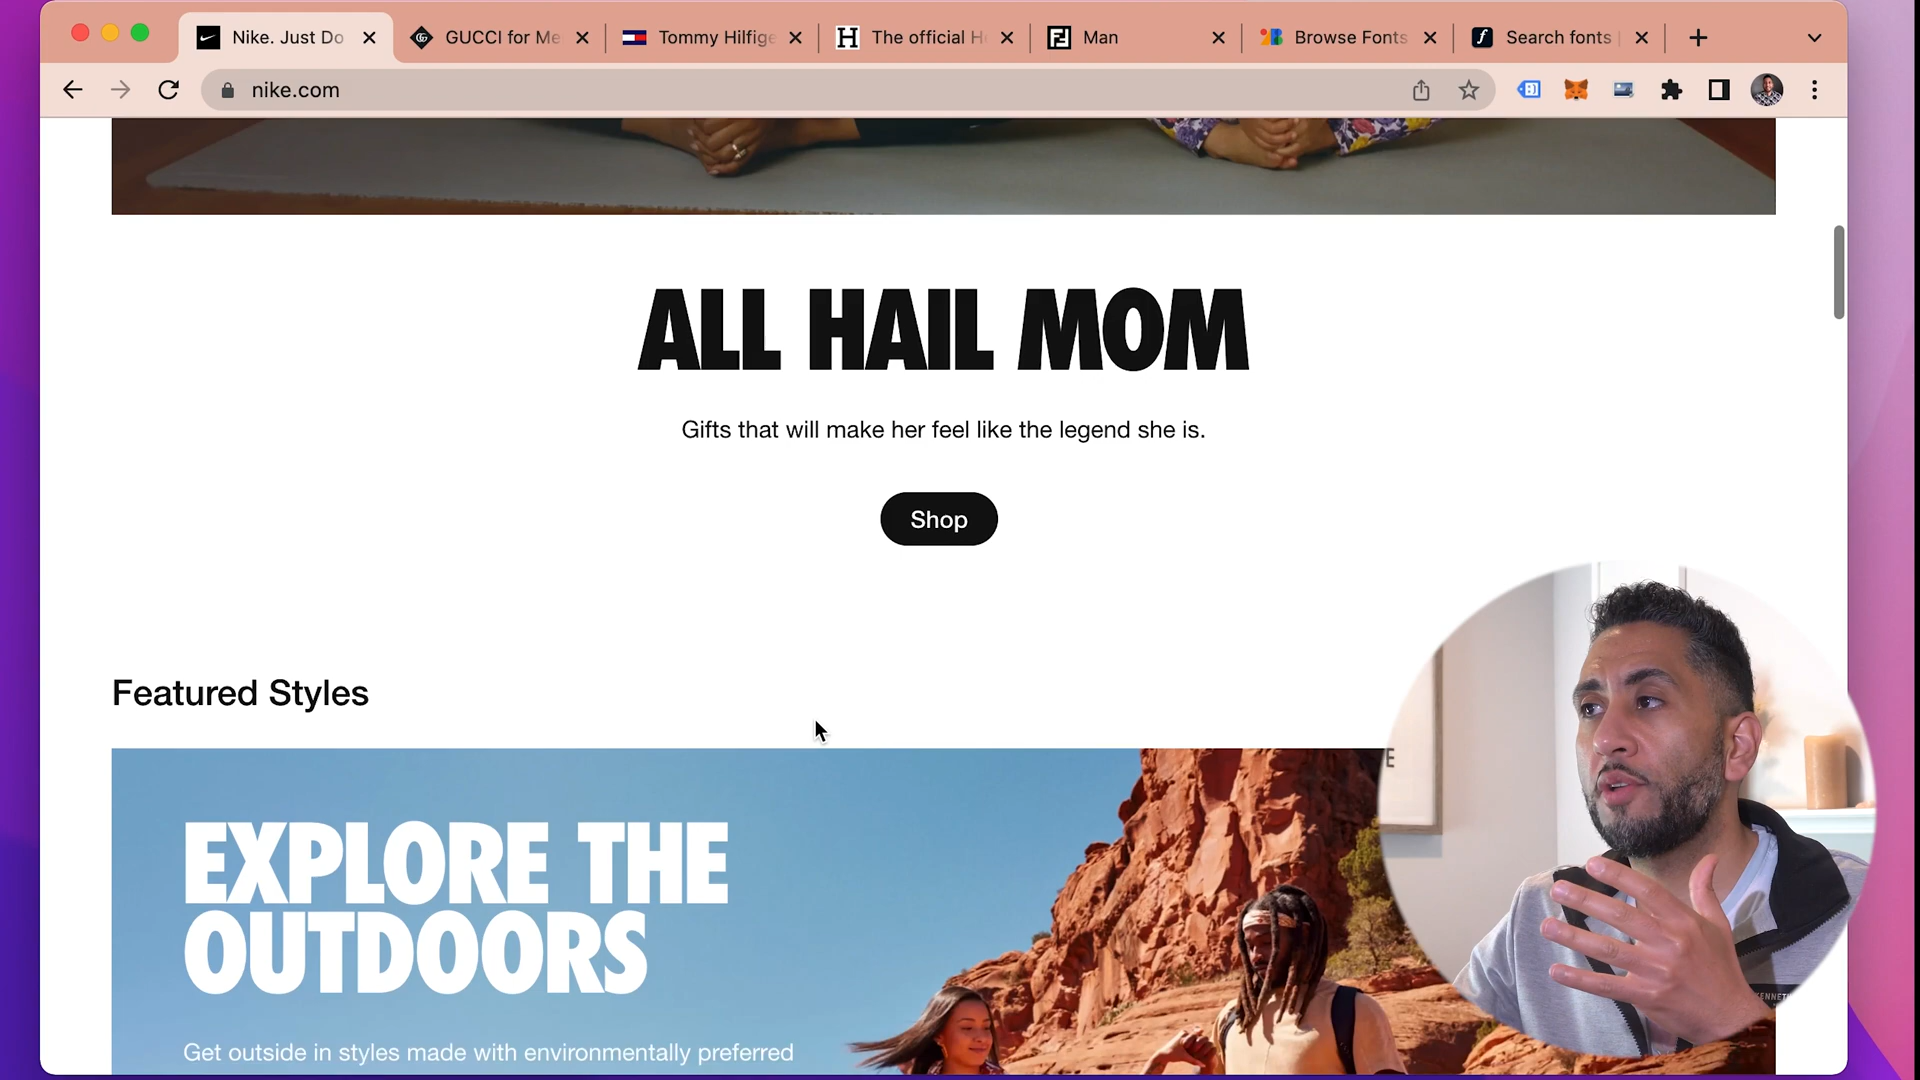 Nike. Just Do
GUCCI for Me
Tommy Hilfige
The official H
Man
Browse Fonts
Search fonts
nike.com
ALL HAIL MOM
Gifts that will make her feel like the legend she is.
Shop
Featured Styles
EXPLORE THE
OUTDOORS
Get outside in styles made with environmentally preferred